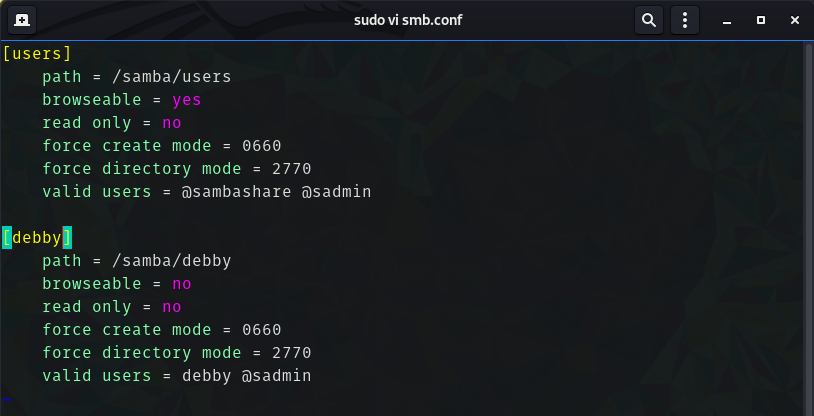 sudo vi smb.conf
[users]
path = /samba/users
browseable = yes
read only = no
force create mode = 0660
force directory mode = 2770
valid users = @sambashare @sadmin
[debby]
path = /samba/debby
browseable = no
read only = no
force create mode = 0660
force directory mode = 2770
valid users = debby @sadmin
~